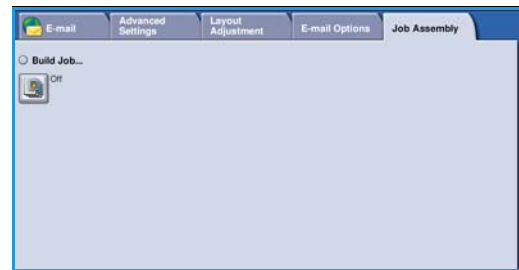 E-mail
Advanced
Settings
Layout
Adjustment
E-mail Options
Job Assembly
Build Job...
Off